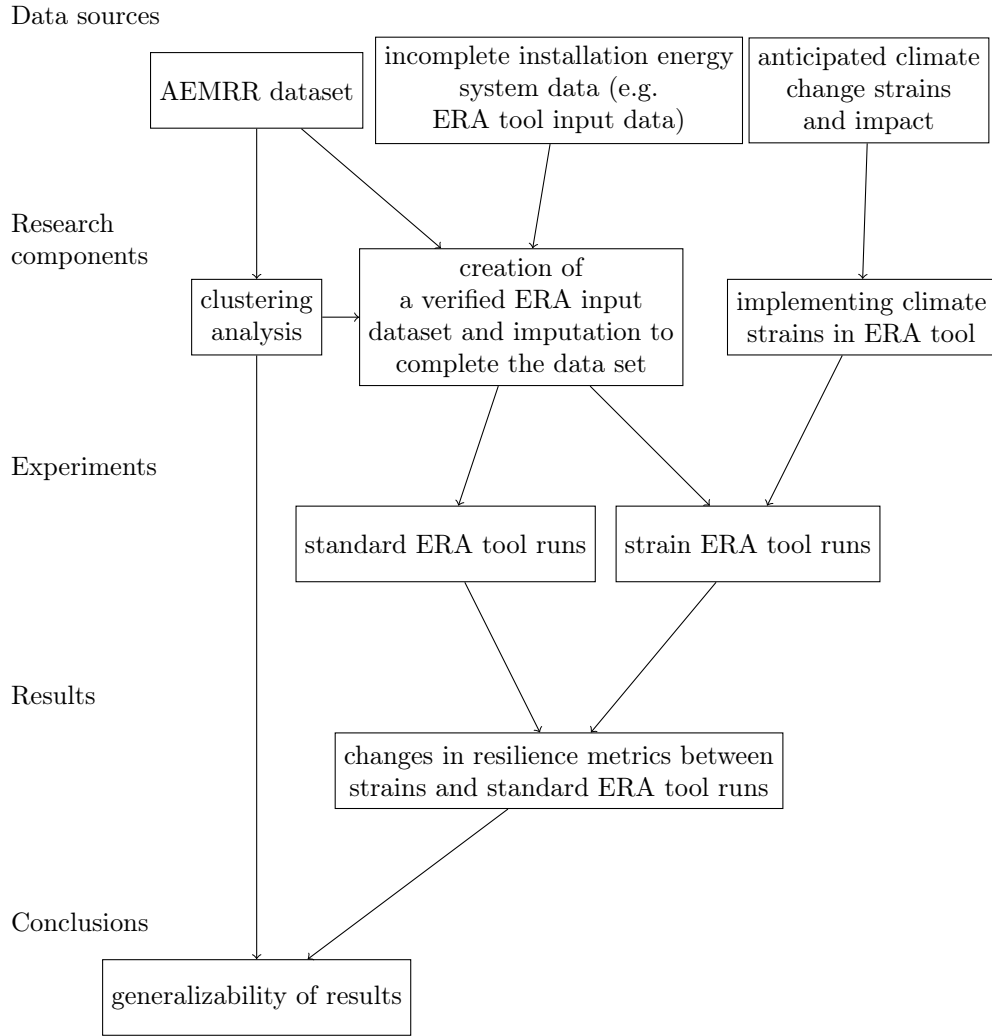 Data sources
AEMRR dataset
incomplete installation energy
system data (e.g.
ERA tool input data)
anticipated climate
change strains
and impact
Research
components
clustering
analysis
creation of
a verified ERA input
dataset and imputation to
complete the data set
implementing climate
strains in ERA tool
Experiments
standard ERA tool runs
strain ERA tool runs
Results
changes in resilience metrics between
strains and standard ERA tool runs
Conclusions
generalizability of results